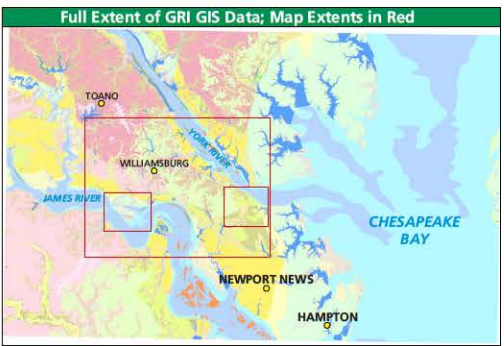 Full Extent of GRI GIS Data; Map Extents in Red
TOANO
YORK RIVER
WILLIAMSBURG
JAMES RIVER
CHESAPEAKE
BAY
NEWPORT NEWS
HAMPTON